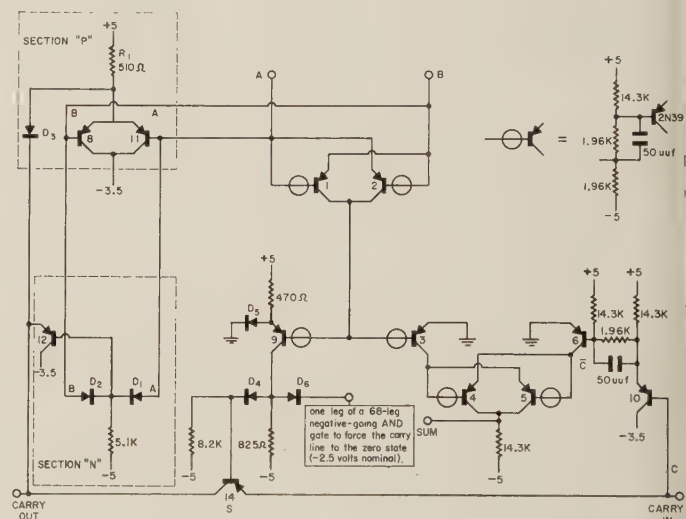 SECTION "P"
+5
R1
510Ω
B
A
D3
8
11
-3.5
A
B
1
2
=
+5
14.3K
2N39
1.96K
50 uuf
1.96K
-5
+5
470Ω
D5
9
3
6
+5
+5
14.3K
14.3K
1.96K
C̄
50uuf
10
-3.5
C
12
-3.5
B
D2
D1
A
5.1K
-5
SECTION "N"
D4
D6
8.2K
825Ω
-5
-5
one leg of a 68-leg
negative-going AND
gate to force the carry
line to the zero state
(-2.5 volts nominal).
4
5
SUM
14.3K
-5
14
S
CARRY
OUT
CARRY
IN